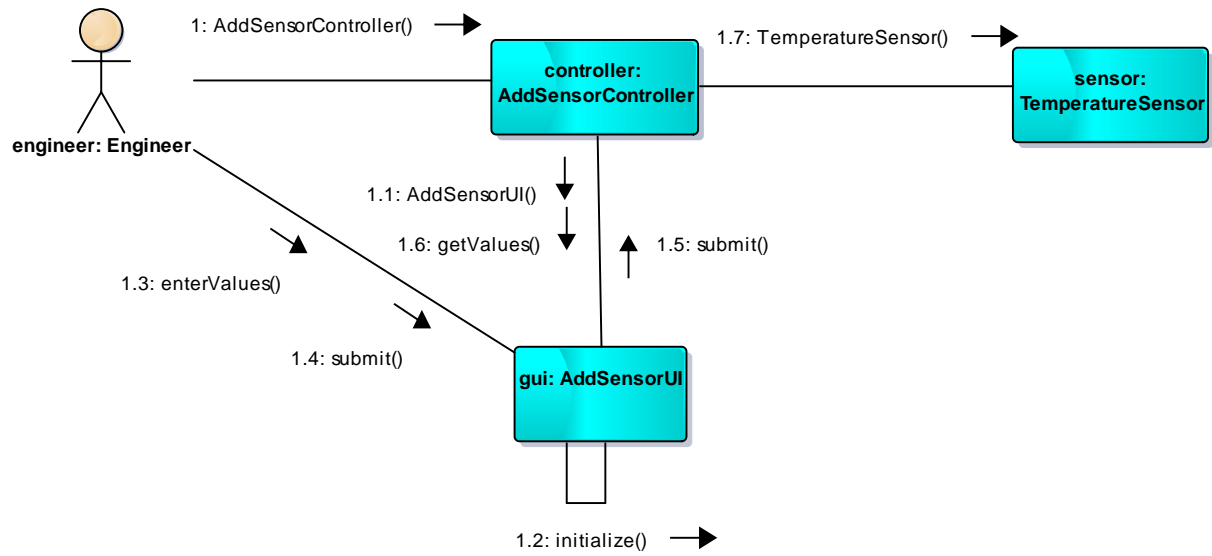 1: AddSensorController()
1.7: TemperatureSensor()
controller:
AddSensorController
sensor:
TemperatureSensor
engineer: Engineer
1.1: AddSensorUI()
1.6: getValues()
1.5: submit()
1.3: enterValues()
1.4: submit()
gui: AddSensorUI
1.2: initialize()